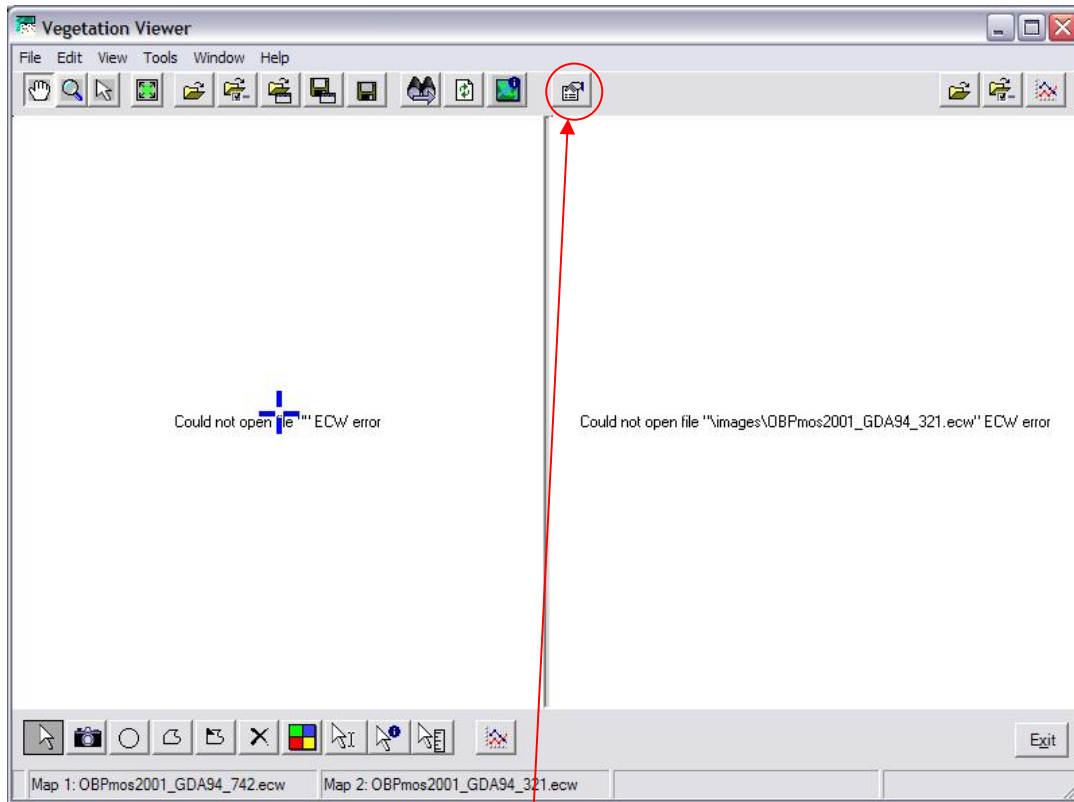 Vegetation Viewer
File Edit View Tools Window Help
Could not open file "" ECW error
Could not open file "\images\OBPmos2001_GDA94_321.ecw" ECW error
Exit
Map 1: OBPmos2001_GDA94_742.ecw
Map 2: OBPmos2001_GDA94_321.ecw